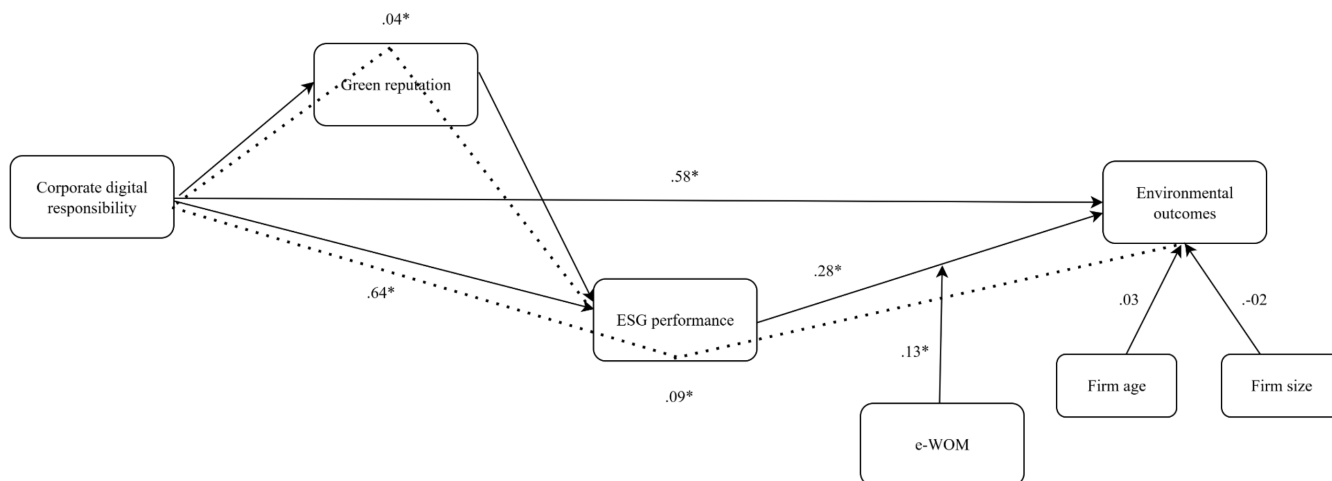 .04*
Green reputation
Corporate digital
responsibility
.58*
Environmental
outcomes
.64*
ESG performance
.28*
.03
.-02
.13*
.09*
Firm age
Firm size
e-WOM